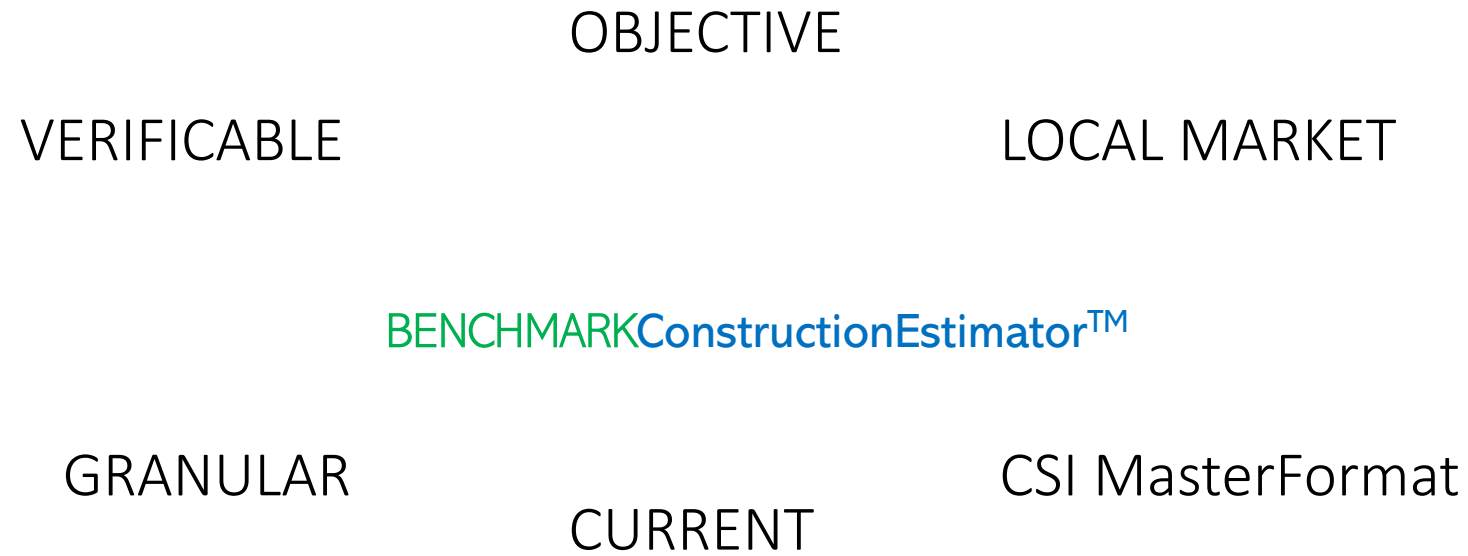 OBJECTIVE
VERIFICABLE
LOCAL MARKET
BENCHMARKConstructionEstimator™
GRANULAR
CSI MasterFormat
CURRENT